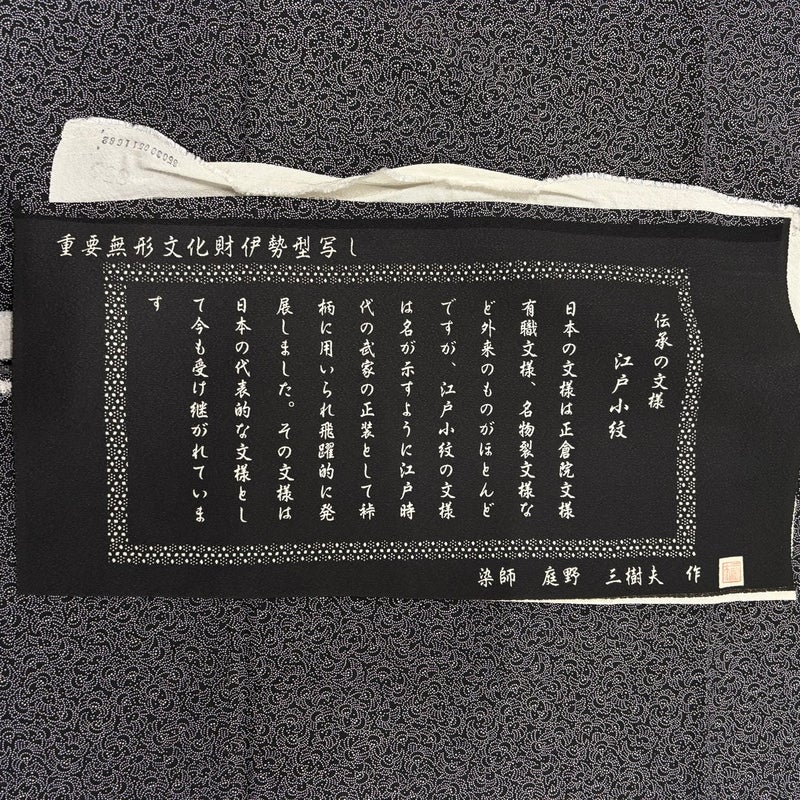 重要無形文化財伊勢型写し
伝承の文様
江戸小紋
日本の文様は正倉院文様
有職文様、名物裂文様な
ど外来のものがほとんど
ですが、江戸小紋の文様
は名が示すように江戸時
代の武家の正装として裃
柄に用いられ飛躍的に発
展しました。その文様は
日本の代表的な文様とし
て今も受け継がれていま
す
染師 庭野 三樹夫 作